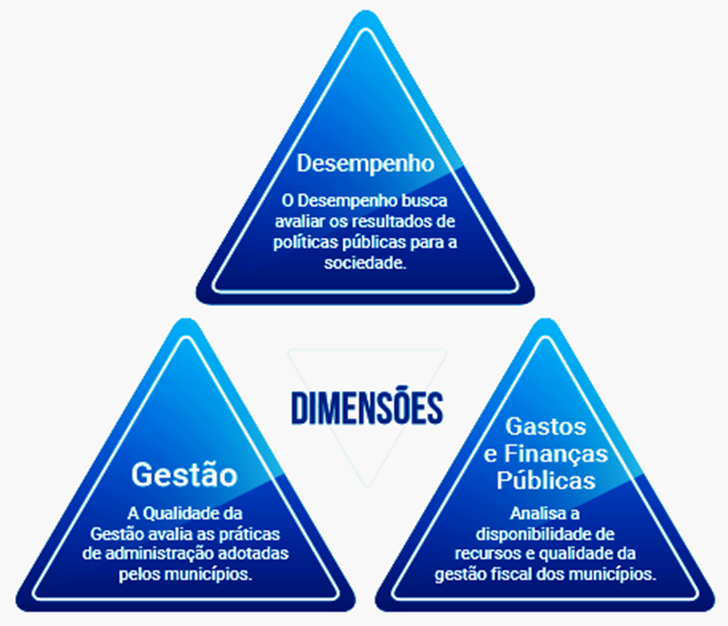 Desempenho
O Desempenho busca
avaliar os resultados de
políticas públicas para a
sociedade.
DIMENSÕES
Gestão
A Qualidade da
Gestão avalia as práticas
de administração adotadas
pelos municípios.
Gastos
e Finanças
Públicas
Analisa a
disponibilidade de
recursos e qualidade da
gestão fiscal dos municípios.